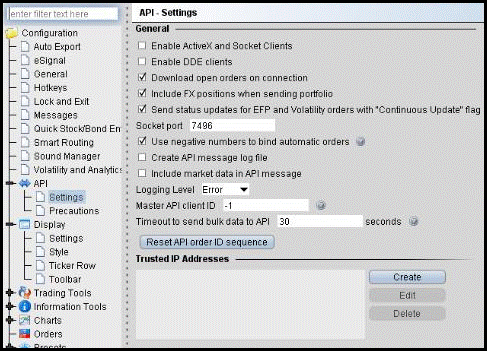 enter filter text here
Configuration
Auto Export
eSignal
General
Hotkeys
Lock and Exit
Messages
Quick Stock/Bond En
Smart Routing
Sound Manager
Volatility and Analytics
API
Settings
Precautions
Display
Settings
Style
Ticker Row
Toolbar
Trading Tools
Information Tools
Charts
Orders
Presets
API - Settings
General
Enable ActiveX and Socket Clients
Enable DDE clients
Download open orders on connection
Include FX positions when sending portfolio
Send status updates for EFP and Volatility orders with "Continuous Update" flag
Socket port 7496
Use negative numbers to bind automatic orders
Create API message log file
Include market data in API message
Logging Level Error
Master API client ID -1
Timeout to send bulk data to API 30 seconds
Reset API order ID sequence
Trusted IP Addresses
Create
Edit
Delete